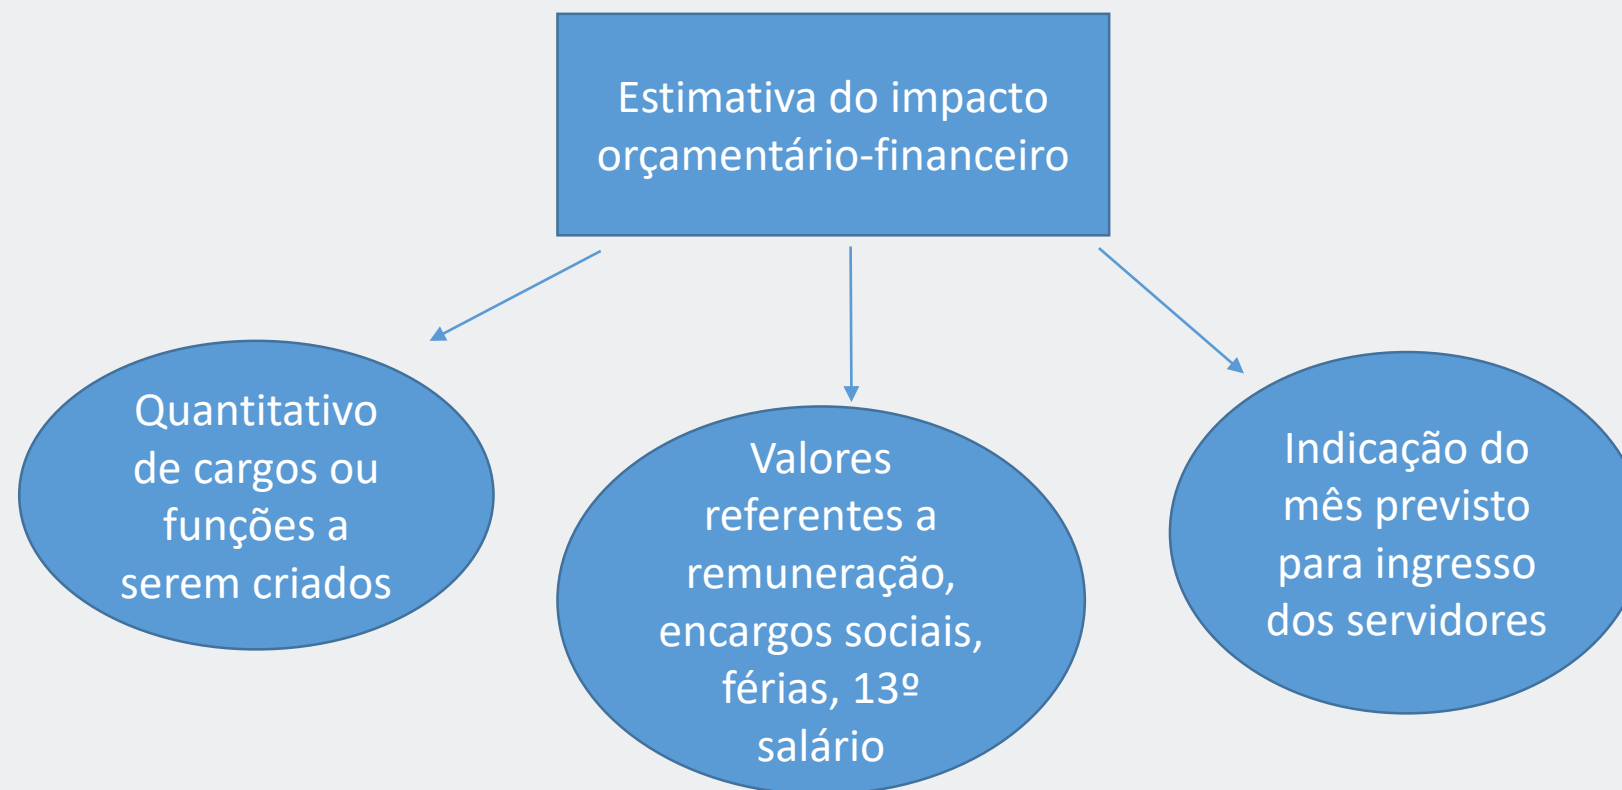 Estimativa do impacto
orçamentário-financeiro
Quantitativo
de cargos ou
funções a
serem criados
Valores
referentes a
remuneração,
encargos sociais,
férias, 13º
salário
Indicação do
mês previsto
para ingresso
dos servidores